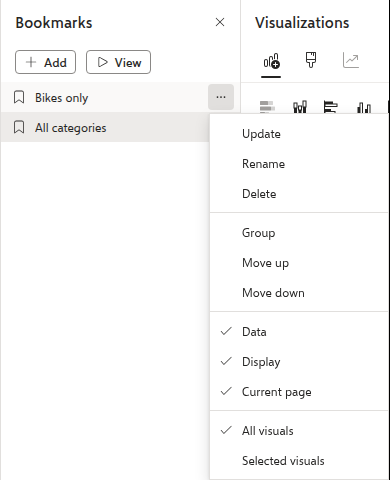 Bookmarks
Visualizations
Add
View
Bikes only
...
All categories
Update
Rename
Delete
Group
Move up
Move down
Data
Display
Current page
All visuals
Selected visuals